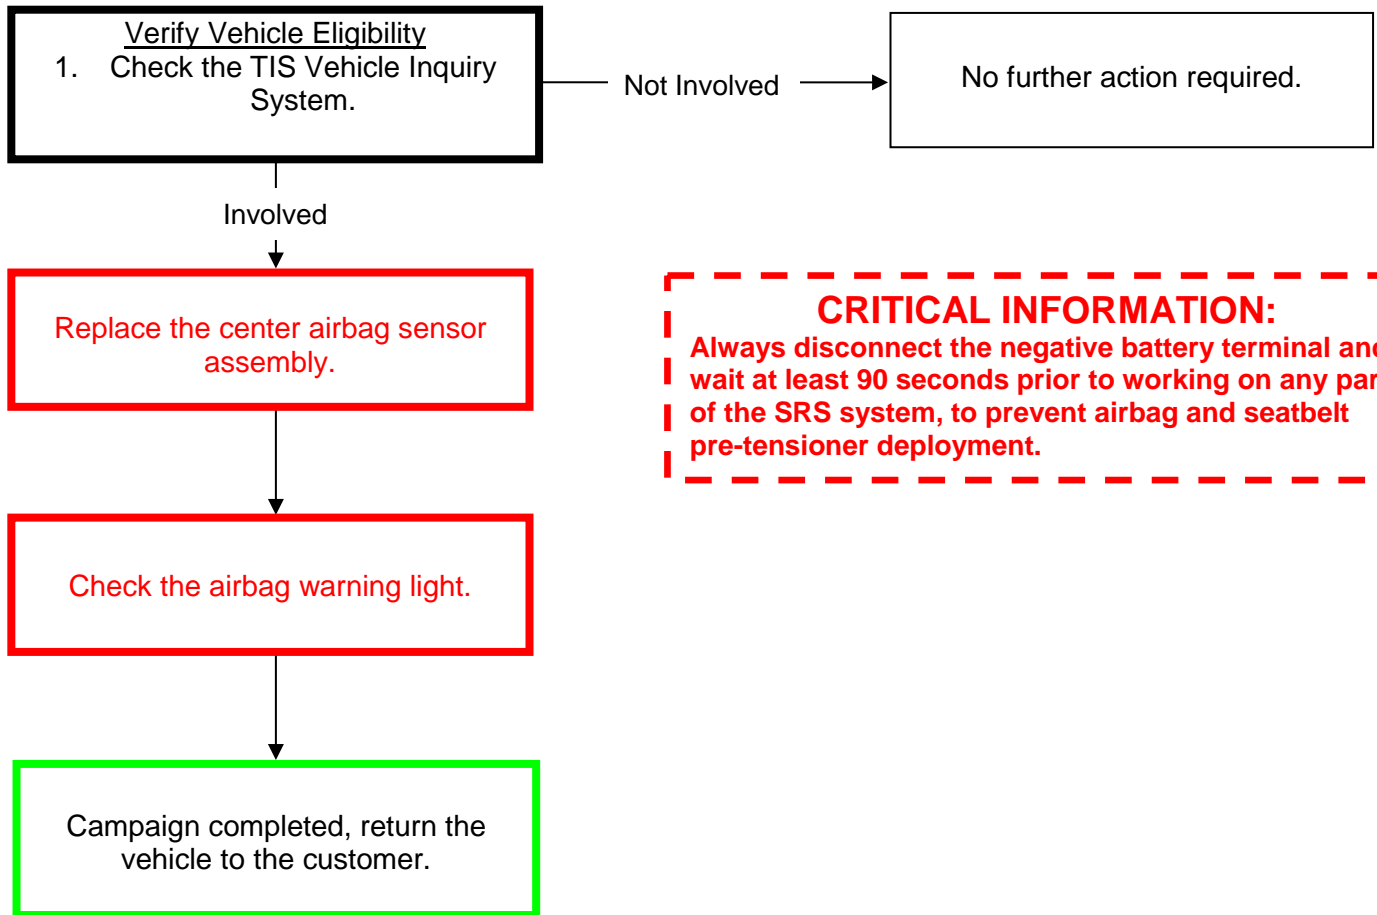 Verify Vehicle Eligibility
1. Check the TIS Vehicle Inquiry
System.
Not Involved
No further action required.
Involved
Replace the center airbag sensor
assembly.
CRITICAL INFORMATION:
Always disconnect the negative battery terminal and
wait at least 90 seconds prior to working on any par
of the SRS system, to prevent airbag and seatbelt
pre-tensioner deployment.
Check the airbag warning light.
Campaign completed, return the
vehicle to the customer.